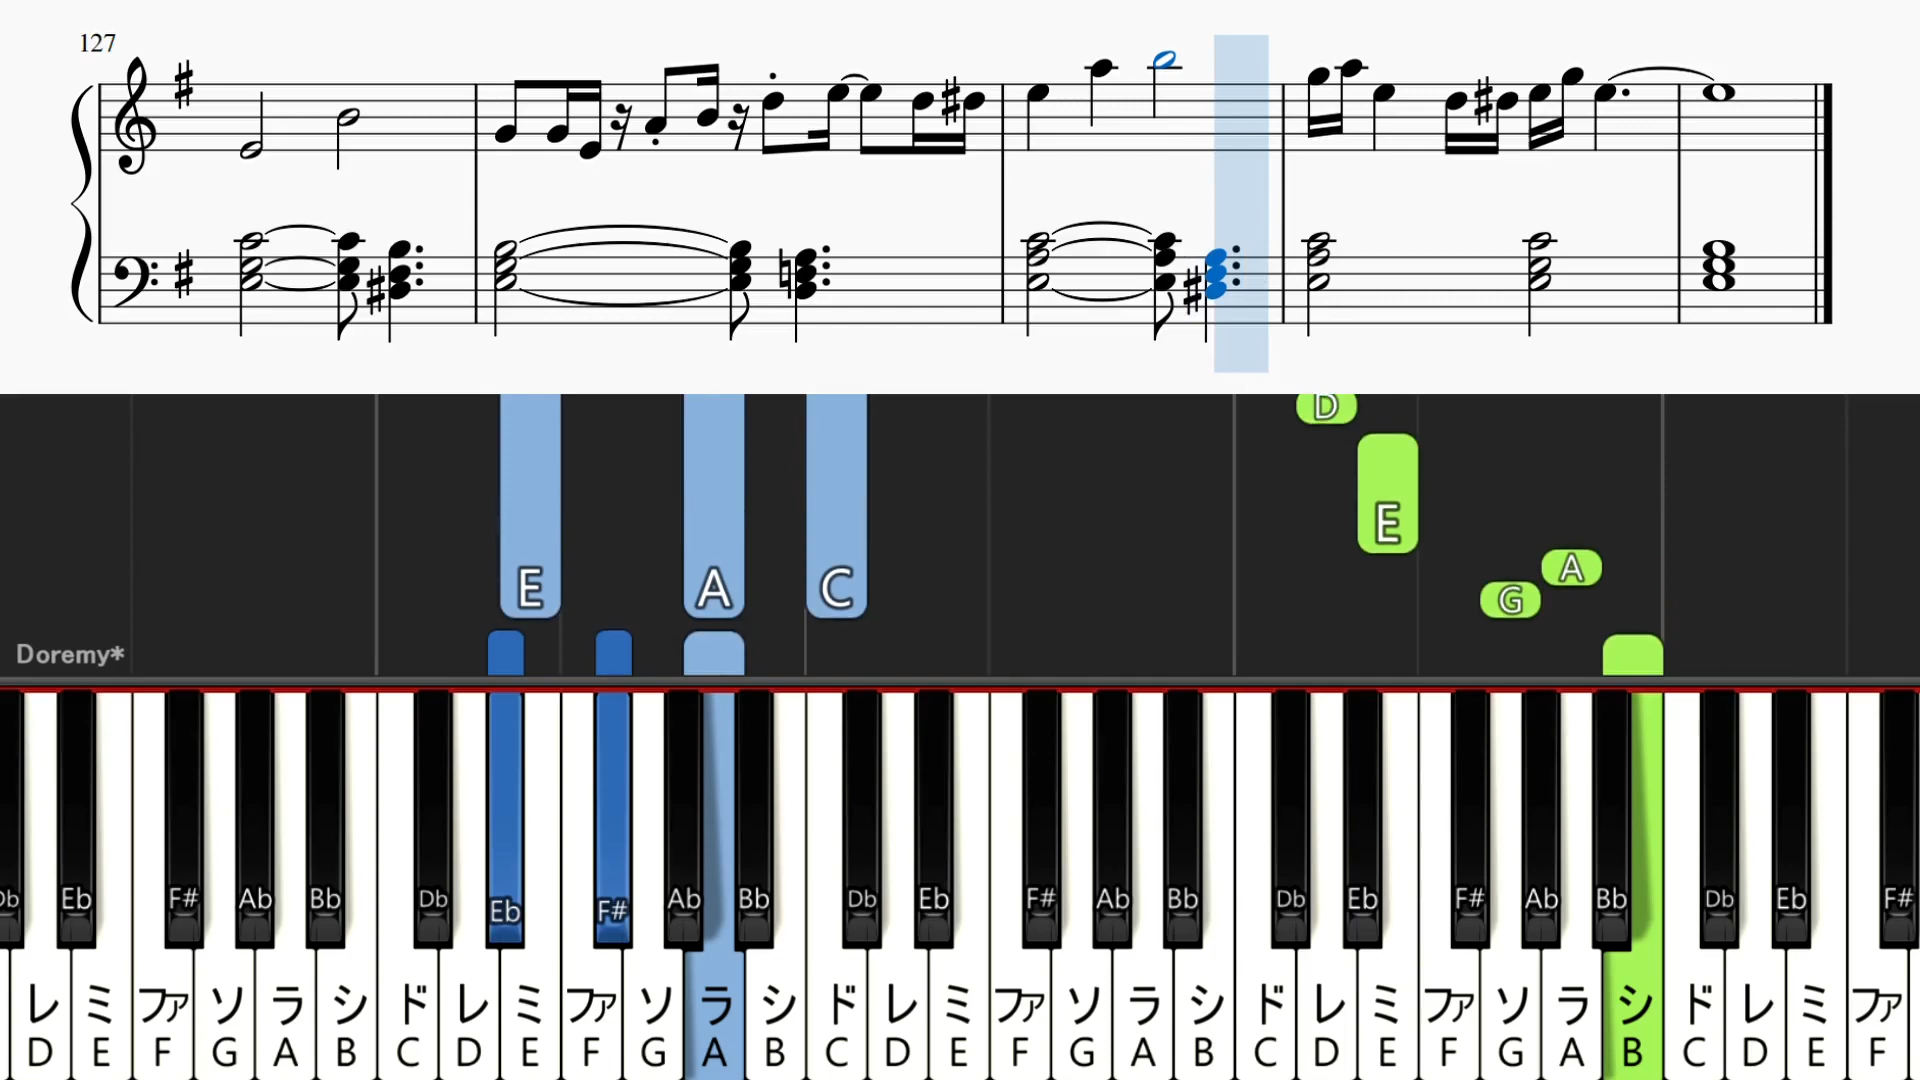 127
D
E
A
G
E A C
Doremy*
Db Eb F# Ab Bb Db Eb F# Ab Bb Db Eb F# Ab Bb Db Eb F# Ab Bb Db Eb F#
レ ミ ファ ソ ラ シ ド レ ミ ファ ソ ラ シ ド レ ミ ファ ソ ラ シ ド レ ミ ファ ソ ラ シ ド レ ミ ファ
D E F G A B C D E F G A B C D E F G A B C D E F G A B C D E F